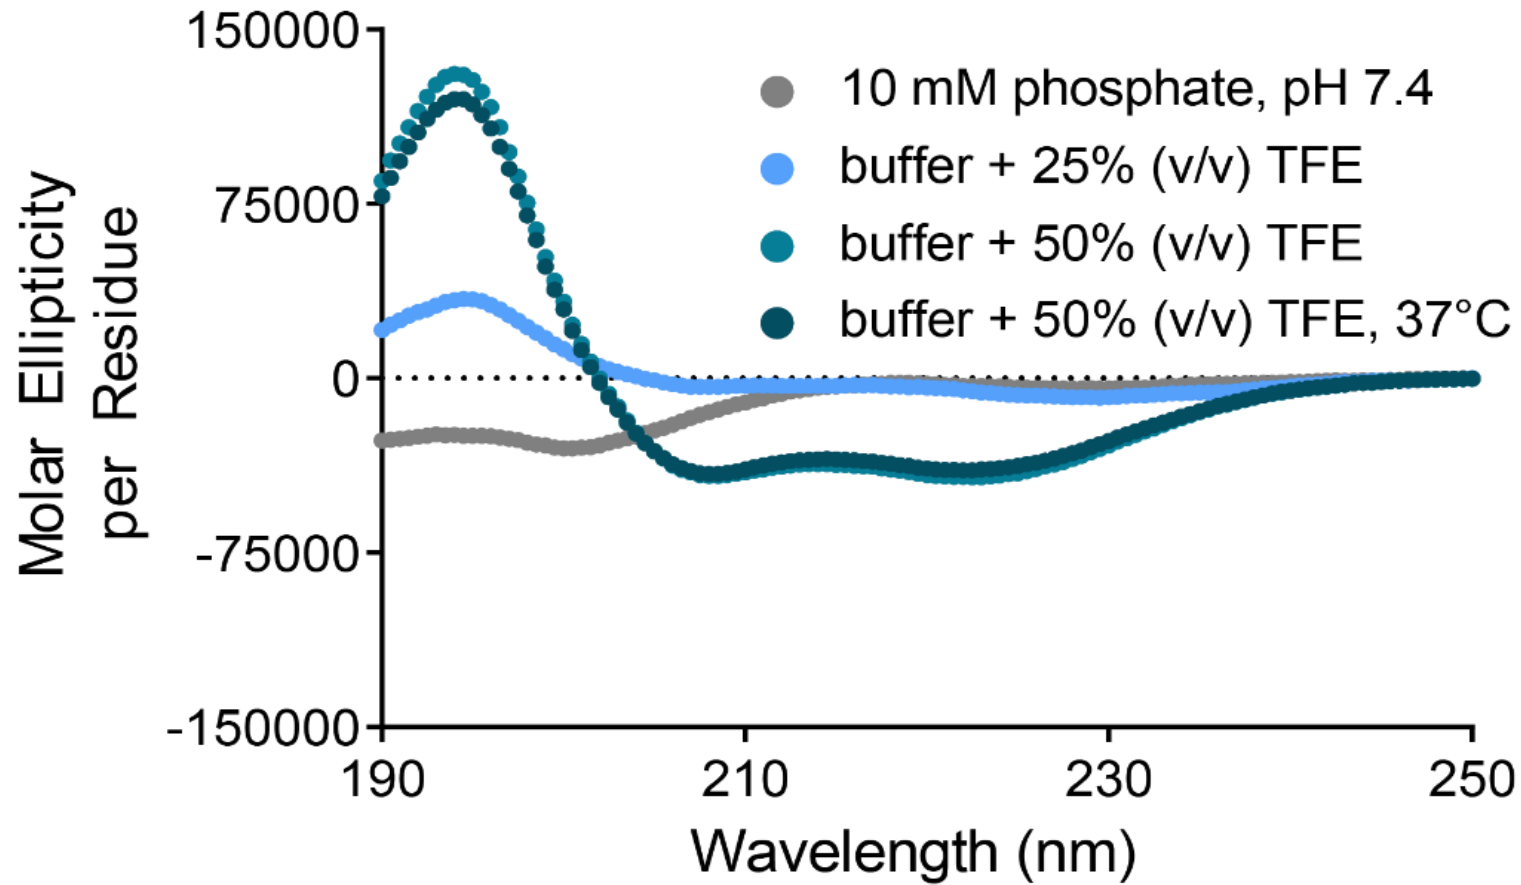 150000
75000
0
-75000
-150000
190
210
230
250
Molar Ellipticity
per Residue
Wavelength (nm)
10 mM phosphate, pH 7.4
buffer + 25% (v/v) TFE
buffer + 50% (v/v) TFE
buffer + 50% (v/v) TFE, 37°C